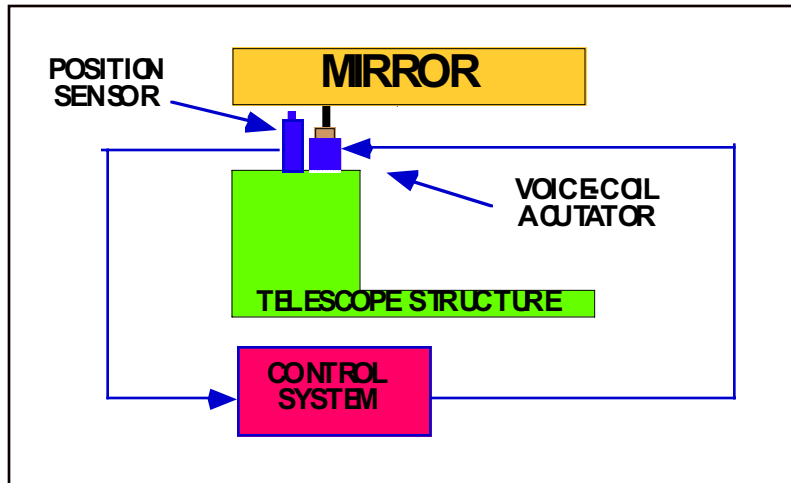 MIRROR
POSITION
SENSOR
VOICE-COIL
ACUTATOR
TELESCOPE STRUCTURE
CONTROL
SYSTEM